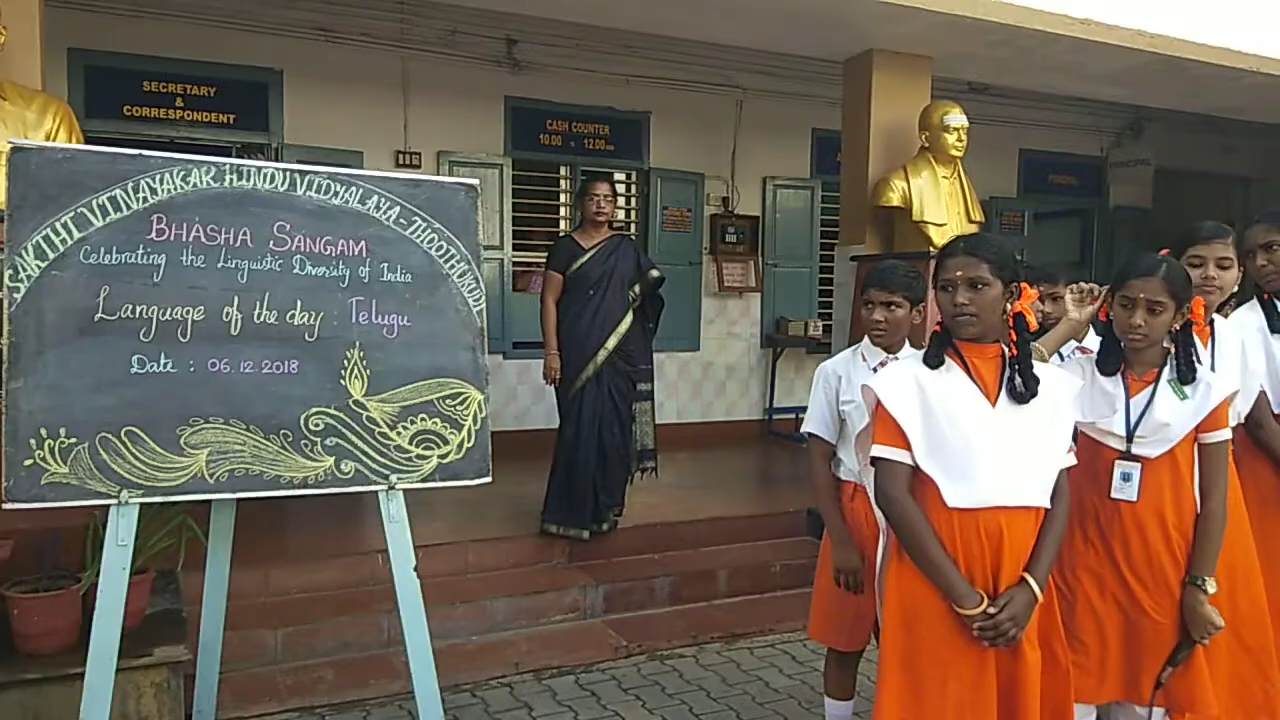 SECRETARY
&
CORRESPONDENT
CASH COUNTER
10.00 12.00
PRINCIPAL
SAKTHI VINAYAKAR HINDU VIDYALAYA - THOOTHUKUDI
BHASHA SANGAM
Celebrating the Linguistic Diversity of India
Language of the day : Telugu
Date : 06.12.2018